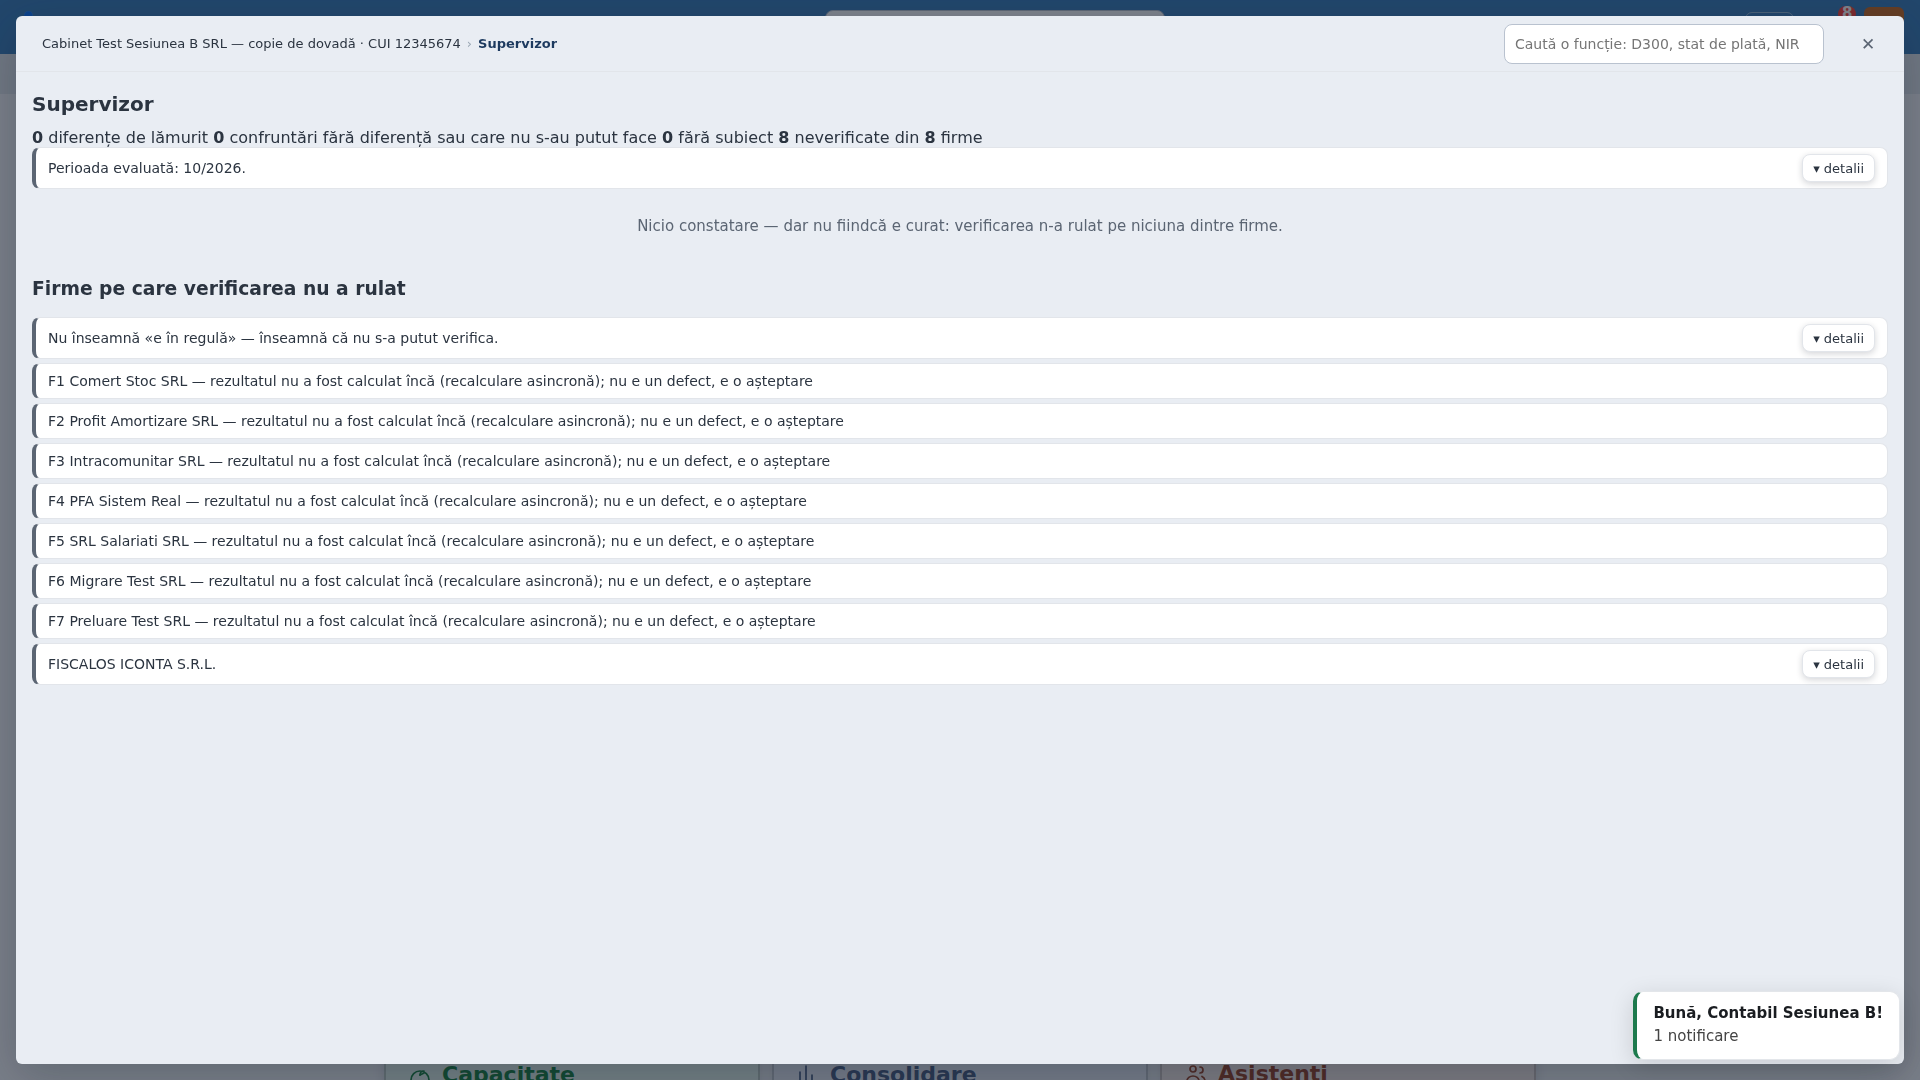 8
Cabinet Test Sesiunea B SRL — copie de dovadă · CUI 12345674 › Supervizor
Caută o funcție: D300, stat de plată, NIR
✕
Supervizor
0 diferențe de lămurit 0 confruntări fără diferență sau care nu s-au putut face 0 fără subiect 8 neverificate din 8 firme
Perioada evaluată: 10/2026.
▾ detalii
Nicio constatare — dar nu fiindcă e curat: verificarea n-a rulat pe niciuna dintre firme.
Firme pe care verificarea nu a rulat
Nu înseamnă «e în regulă» — înseamnă că nu s-a putut verifica.
▾ detalii
F1 Comert Stoc SRL — rezultatul nu a fost calculat încă (recalculare asincronă); nu e un defect, e o așteptare
F2 Profit Amortizare SRL — rezultatul nu a fost calculat încă (recalculare asincronă); nu e un defect, e o așteptare
F3 Intracomunitar SRL — rezultatul nu a fost calculat încă (recalculare asincronă); nu e un defect, e o așteptare
F4 PFA Sistem Real — rezultatul nu a fost calculat încă (recalculare asincronă); nu e un defect, e o așteptare
F5 SRL Salariati SRL — rezultatul nu a fost calculat încă (recalculare asincronă); nu e un defect, e o așteptare
F6 Migrare Test SRL — rezultatul nu a fost calculat încă (recalculare asincronă); nu e un defect, e o așteptare
F7 Preluare Test SRL — rezultatul nu a fost calculat încă (recalculare asincronă); nu e un defect, e o așteptare
FISCALOS ICONTA S.R.L.
▾ detalii
Bună, Contabil Sesiunea B!
1 notificare
Capacitate
Consolidare
Asistenți